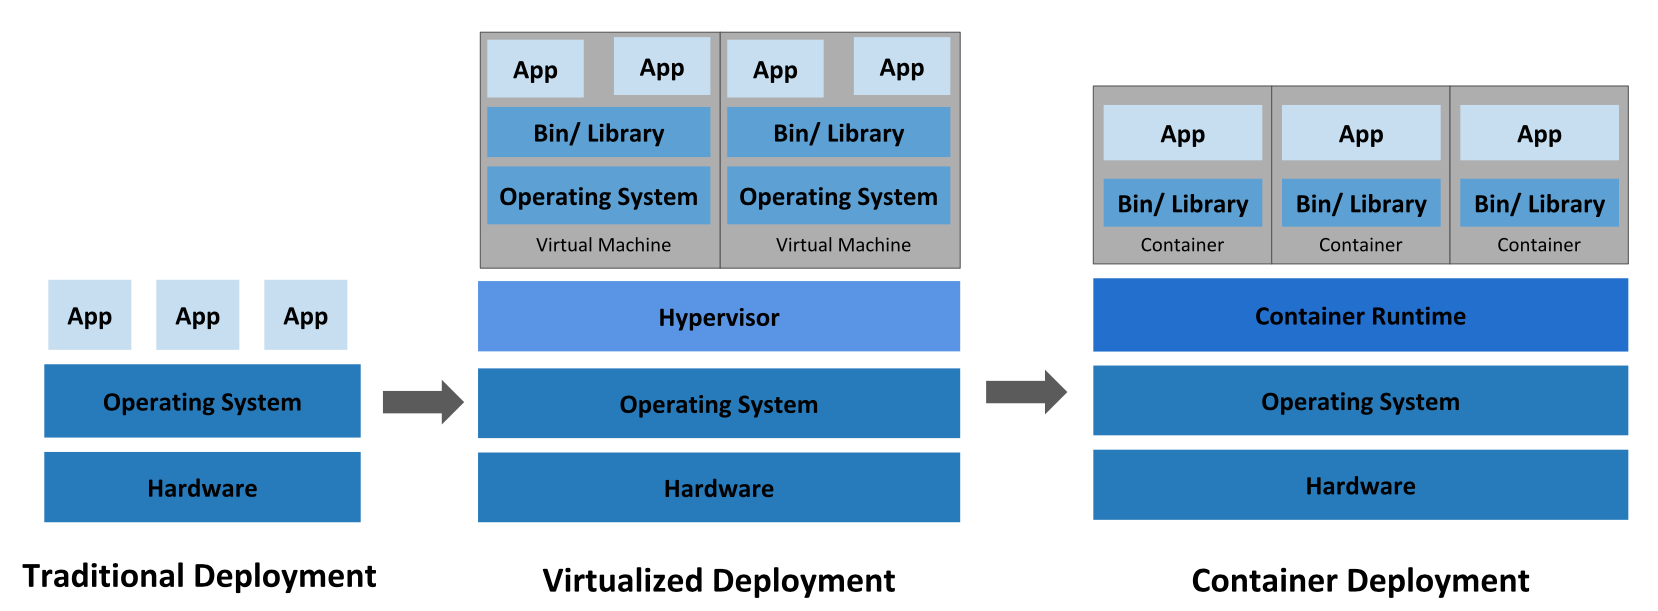 App
App
App
Operating System
Hardware
Traditional Deployment
App
App
App
App
Bin/ Library
Bin/ Library
Operating System
Operating System
Virtual Machine
Virtual Machine
Hypervisor
Operating System
Hardware
Virtualized Deployment
App
App
App
Bin/ Library
Bin/ Library
Bin/ Library
Container
Container
Container
Container Runtime
Operating System
Hardware
Container Deployment